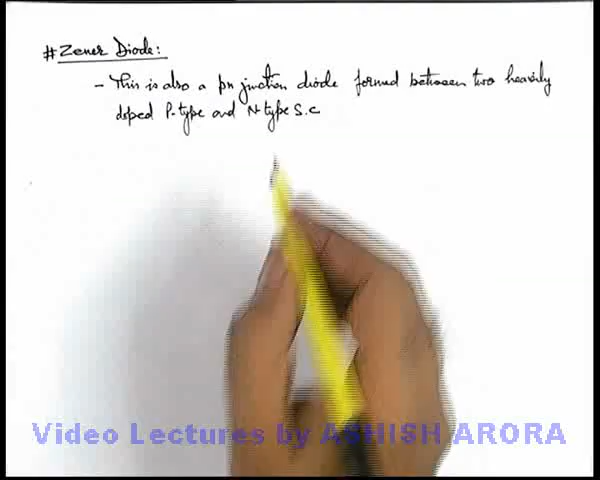 # Zener Diode:
- This is also a pn junction diode formed between two heavily
doped P-type and N-type S.C
Video Lectures by ASHISH ARORA